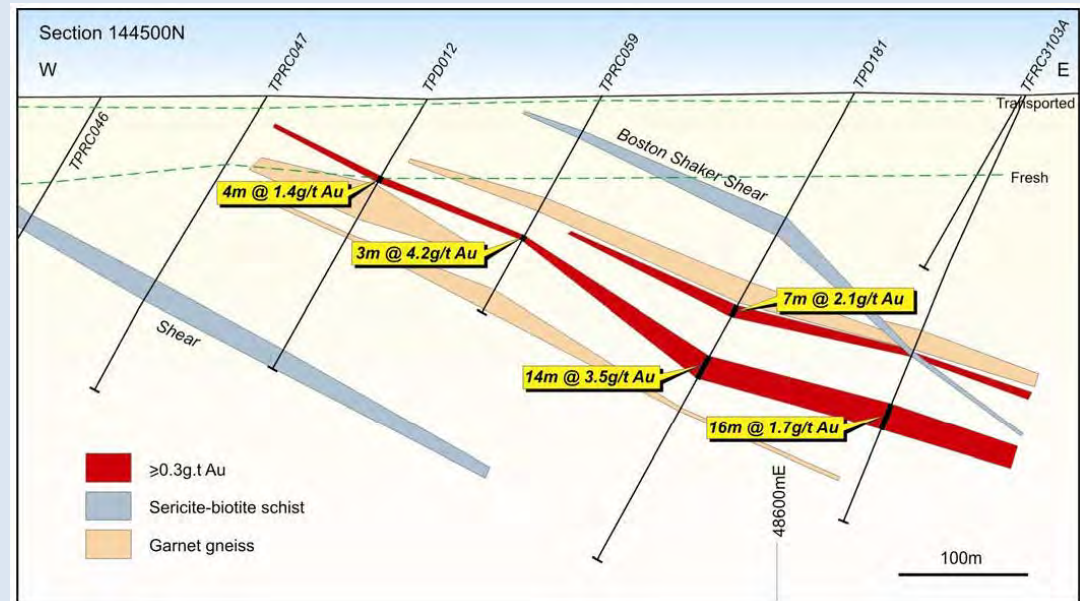 Section 144500N
W
E
TPRC046
TPRC047
TPD012
TPRC059
TPD181
TFRC3103A
Transported
Boston Shaker Shear
Fresh
4m @ 1.4g/t Au
3m @ 4.2g/t Au
7m @ 2.1g/t Au
Shear
14m @ 3.5g/t Au
16m @ 1.7g/t Au
≥0.3g.t Au
Sericite-biotite schist
Garnet gneiss
48600mE
100m